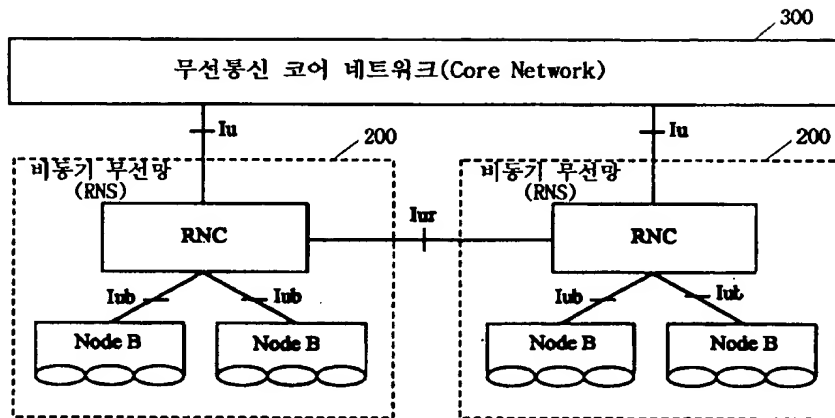 300
무선통신 코어 네트워크(Core Network)
Iu
Iu
200
200
비동기 무선망
(RNS)
비동기 무선망
(RNS)
RNC
Iur
RNC
Iub
Iub
Iub
Iut
Node B
Node B
Node B
Node B